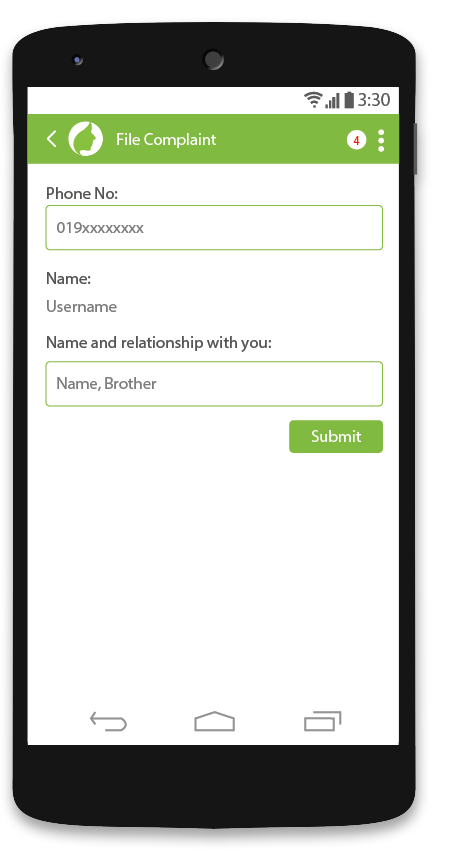 3:30
File Complaint
4
Phone No:
019xxxxxxxx
Name:
Username
Name and relationship with you:
Name, Brother
Submit